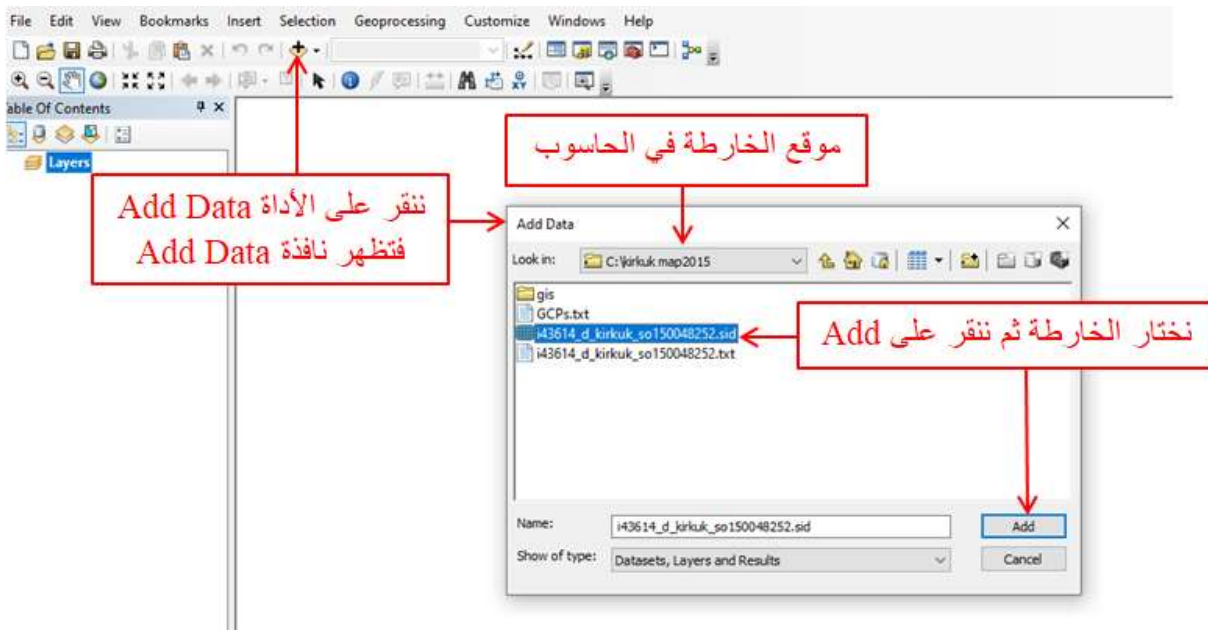 File Edit View Bookmarks Insert Selection Geoprocessing Customize Windows Help
able Of Contents
Layers
موقع الخارطة في الحاسوب
ننقر على الأداة Add Data
فتظهر نافذة Add Data
Add Data
Look in: C:\kirkuk map2015
gis
GCPs.txt
i43614_d_kirkuk_so150048252.sid
i43614_d_kirkuk_so150048252.txt
نختار الخارطة ثم ننقر على Add
Name: i43614_d_kirkuk_so150048252.sid Add
Show of type: Datasets, Layers and Results Cancel